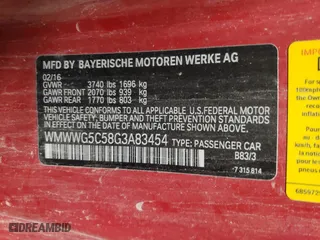 MFD BY BAYERISCHE MOTOREN WERKE AG
02/16
GVWR 3740 lbs 1696 kg
GAWR FRONT 2070 lbs 939 kg
GAWR REAR 1770 lbs 803 kg
THIS VEHICLE CONFORMS TO ALL APPLICABLE U.S.FEDERAL MOTOR
VEHICLE SAFETY, BUMPER AND THEFT PREVENTION STANDARDS
IN EFFECT ON THE DATE OF MANUFACTURE SHOWN ABOVE.
WMWWG5C58G3A83454 TYPE: PASSENGER CAR
B83/3
7 315 814